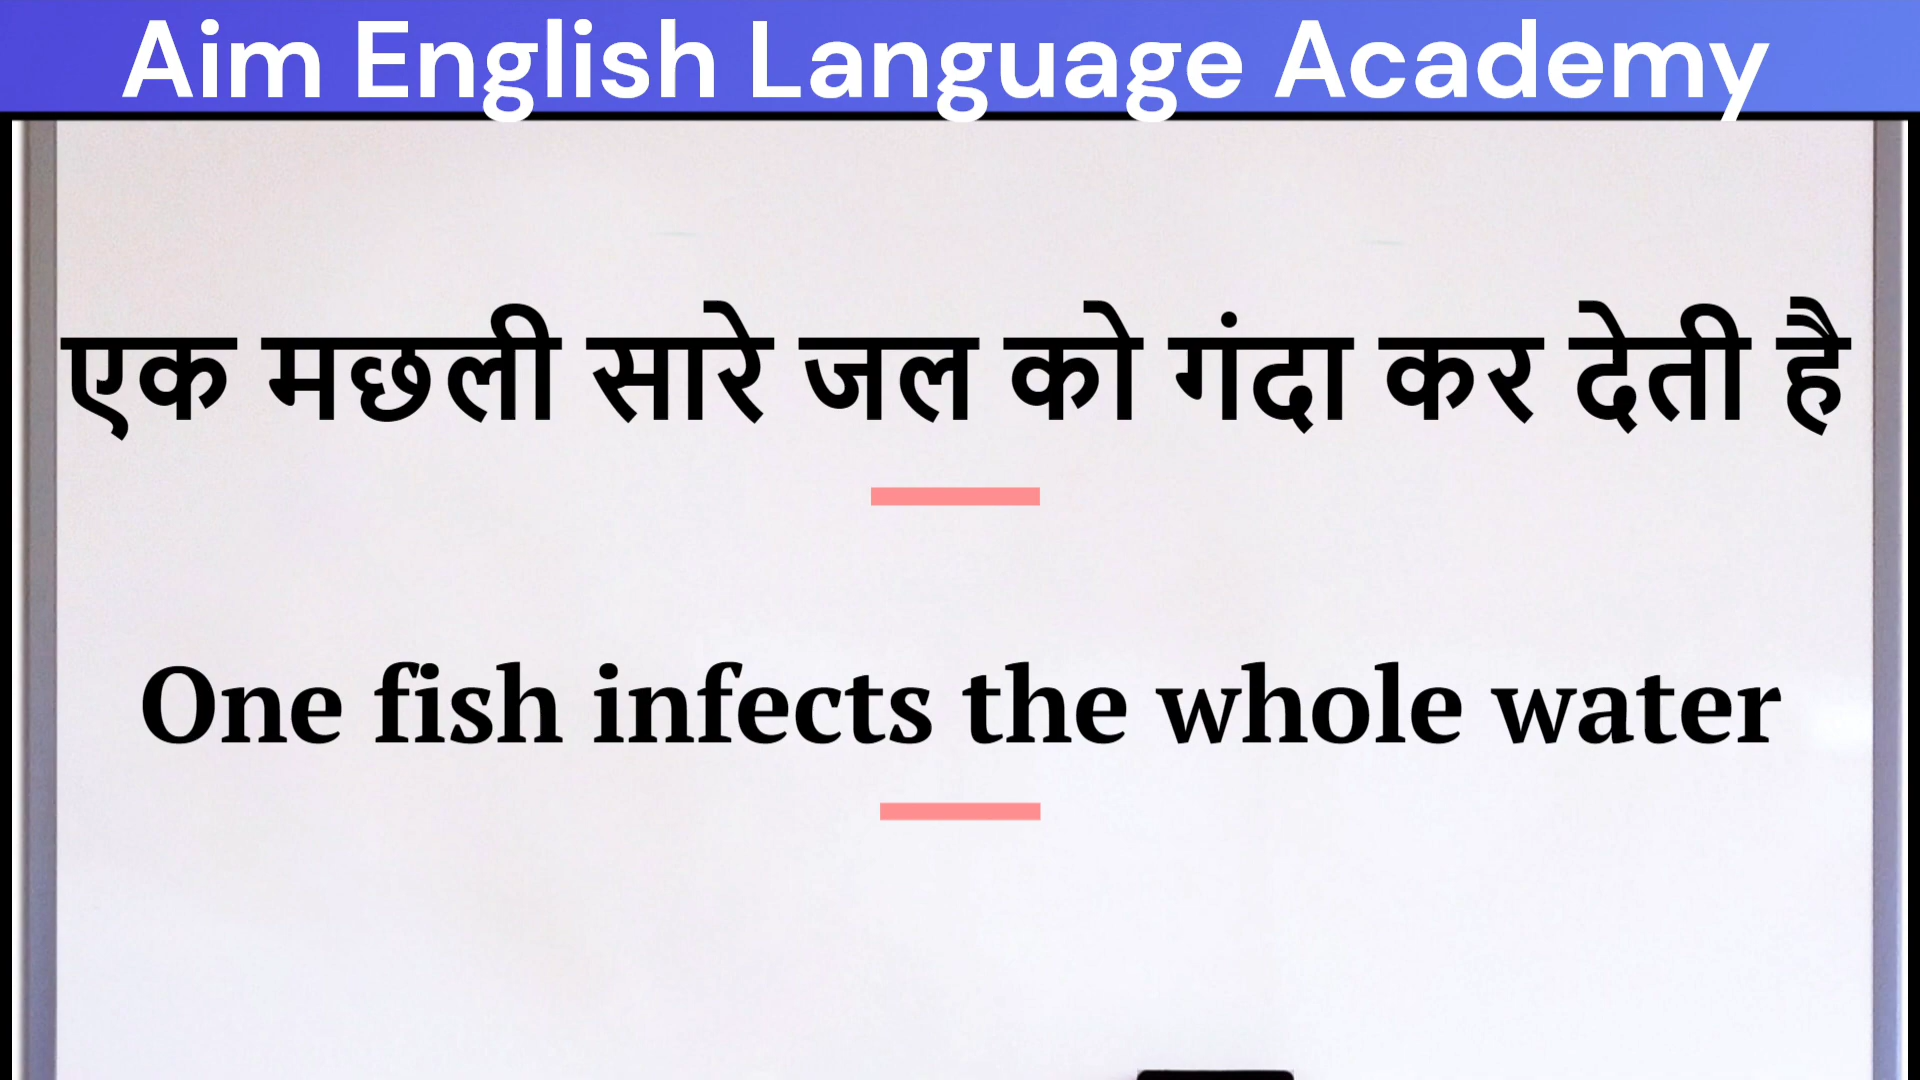 Aim English Language Academy
एक मछली सारे जल को गंदा कर देती है
One fish infects the whole water